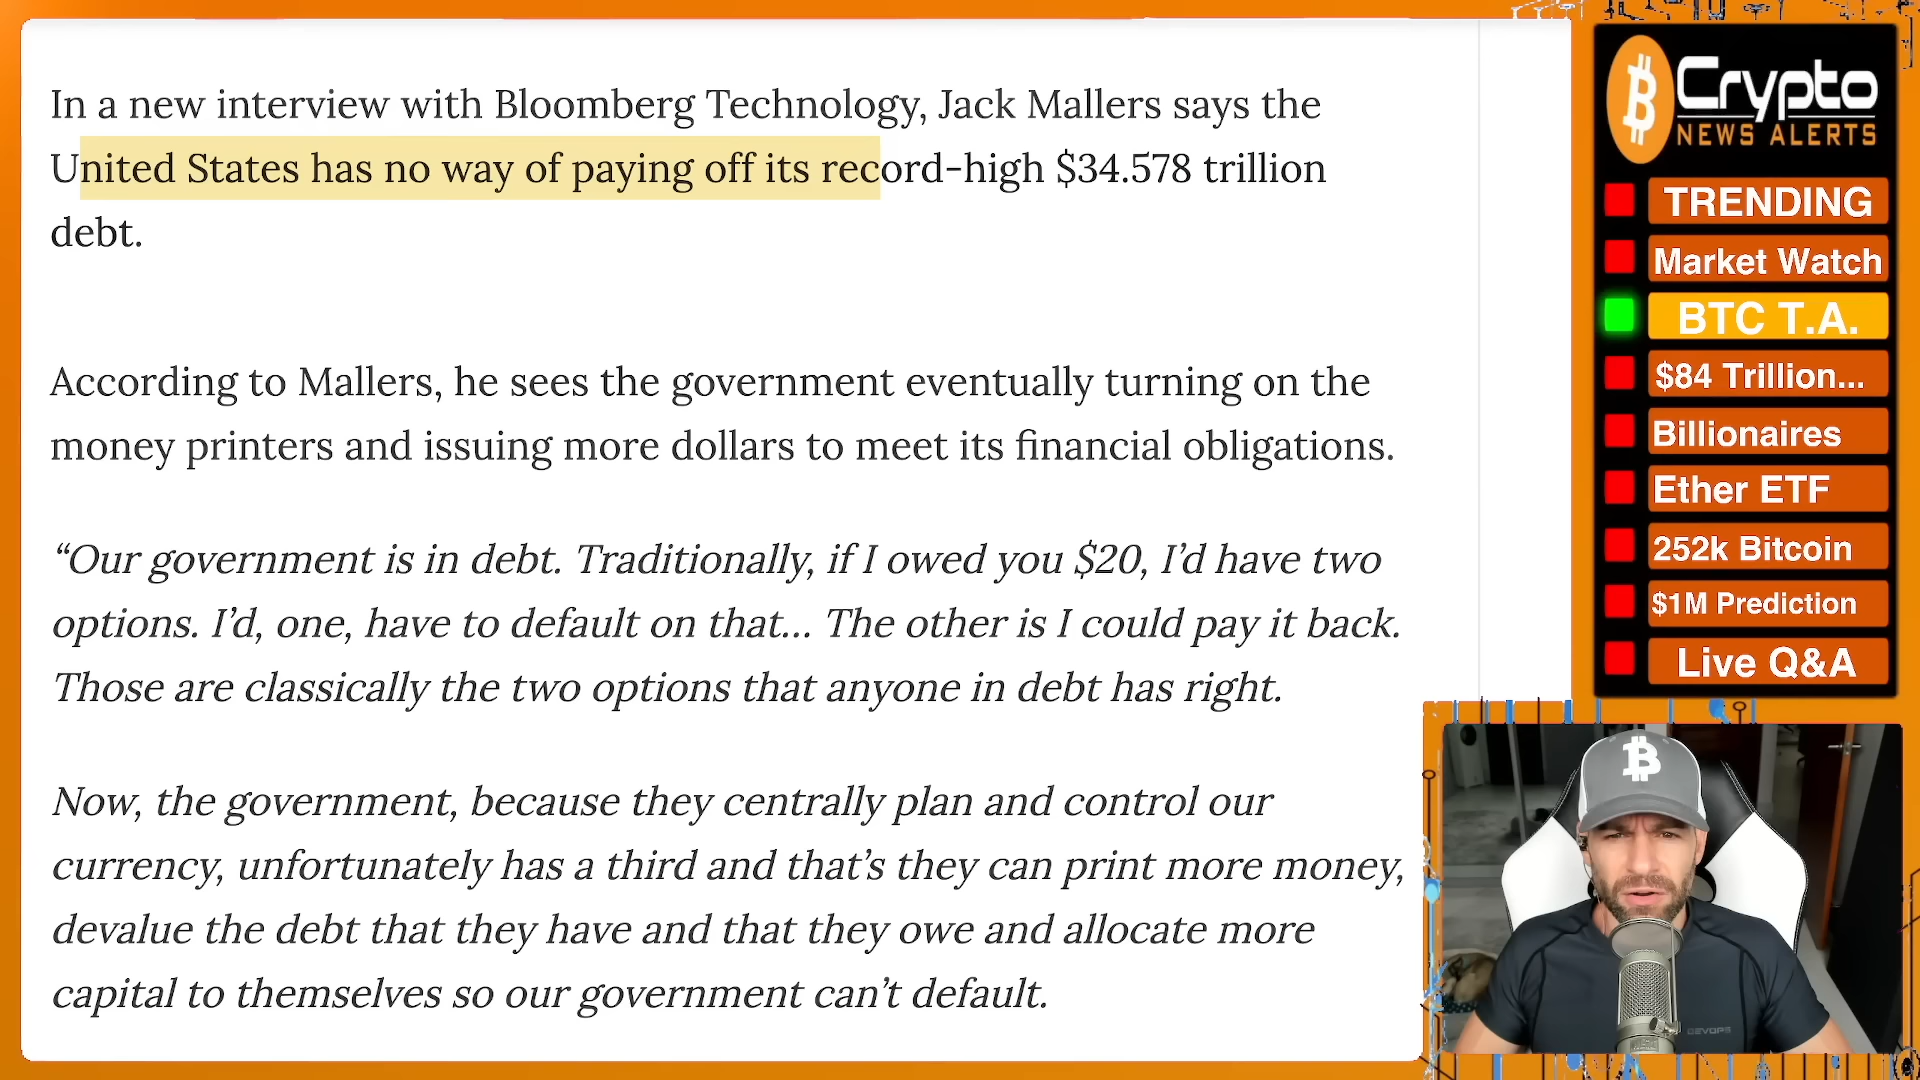 In a new interview with Bloomberg Technology, Jack Mallers says the
United States has no way of paying off its record-high $34.578 trillion
debt.
According to Mallers, he sees the government eventually turning on the
money printers and issuing more dollars to meet its financial obligations.
“Our government is in debt. Traditionally, if I owed you $20, I’d have two
options. I’d, one, have to default on that… The other is I could pay it back.
Those are classically the two options that anyone in debt has right.
Now, the government, because they centrally plan and control our
currency, unfortunately has a third and that’s they can print more money,
devalue the debt that they have and that they owe and allocate more
capital to themselves so our government can’t default.
Crypto
NEWS ALERTS
TRENDING
Market Watch
BTC T.A.
$84 Trillion...
Billionaires
Ether ETF
252k Bitcoin
$1M Prediction
Live Q&A
DEVOPS